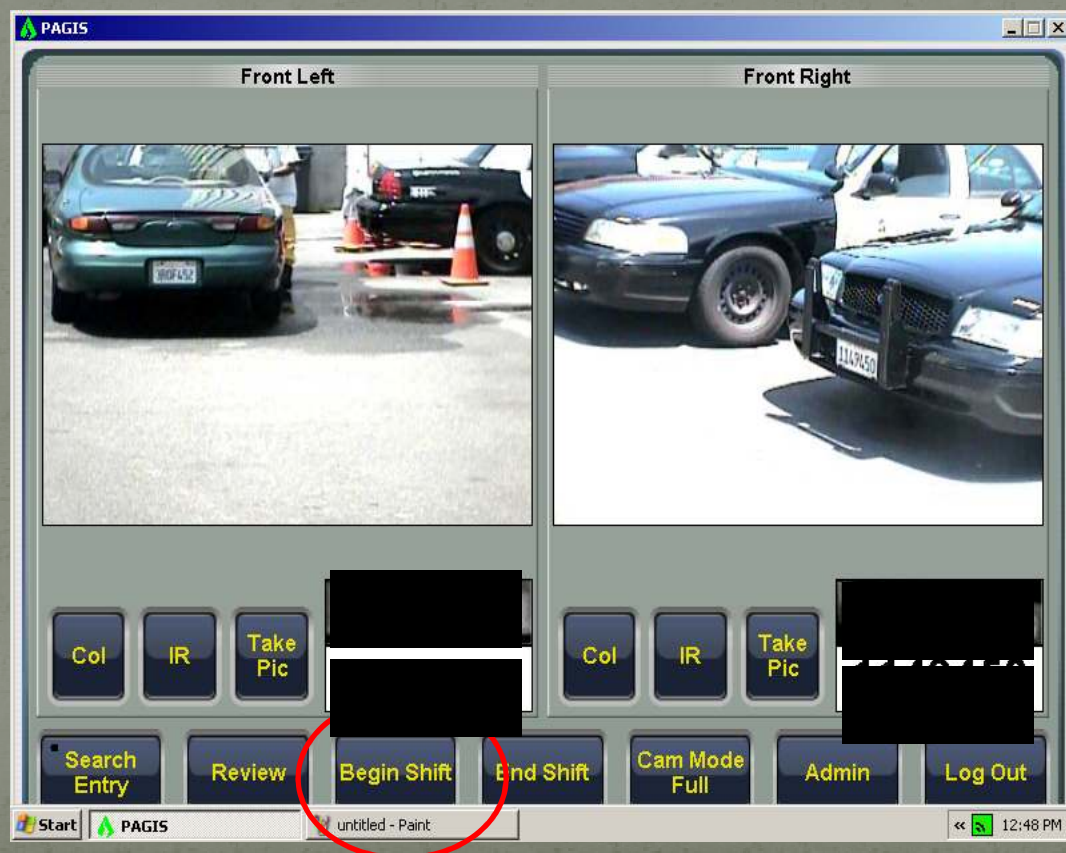 PAGIS
Front Left
Front Right
1149450
Col
IR
Take
Pic
Col
IR
Take
Pic
Search
Entry
Review
Begin Shift
End Shift
Cam Mode
Full
Admin
Log Out
Start
PAGIS
untitled - Paint
«
12:48 PM